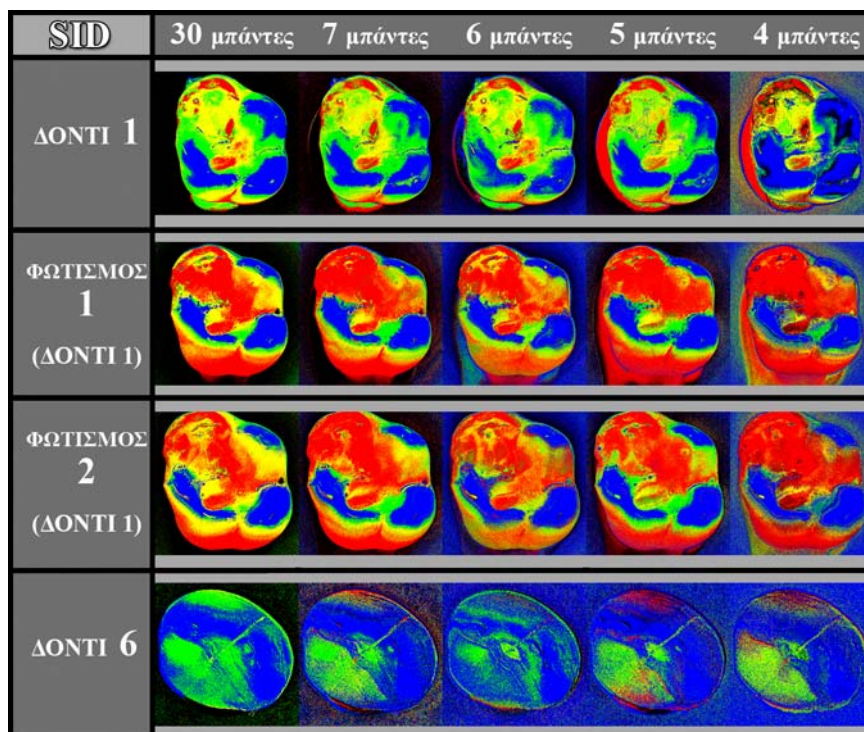 SID 30 μπάντες 7 μπάντες 6 μπάντες 5 μπάντες 4 μπάντες
ΔΟΝΤΙ 1
ΦΩΤΙΣΜΟΣ
1
(ΔΟΝΤΙ 1)
ΦΩΤΙΣΜΟΣ
2
(ΔΟΝΤΙ 1)
ΔΟΝΤΙ 6